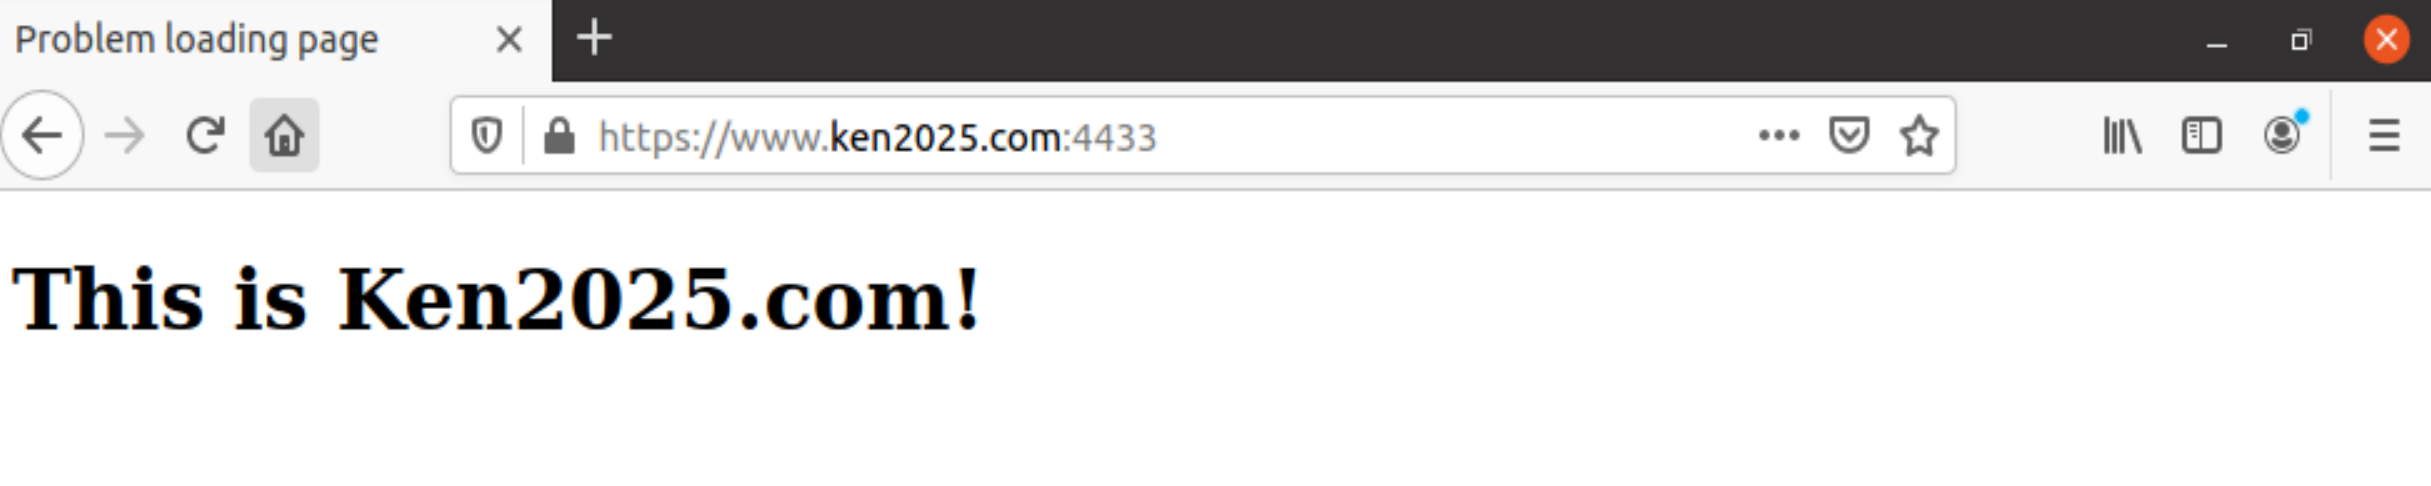 Problem loading page
https://www.ken2025.com:4433
This is Ken2025.com!